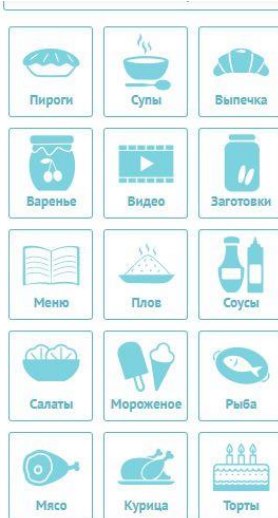 Пироги
Супы
Выпечка
Варенье
Видео
Заготовки
Меню
Плов
Соусы
Салаты
Мороженое
Рыба
Мясо
Курица
Торты